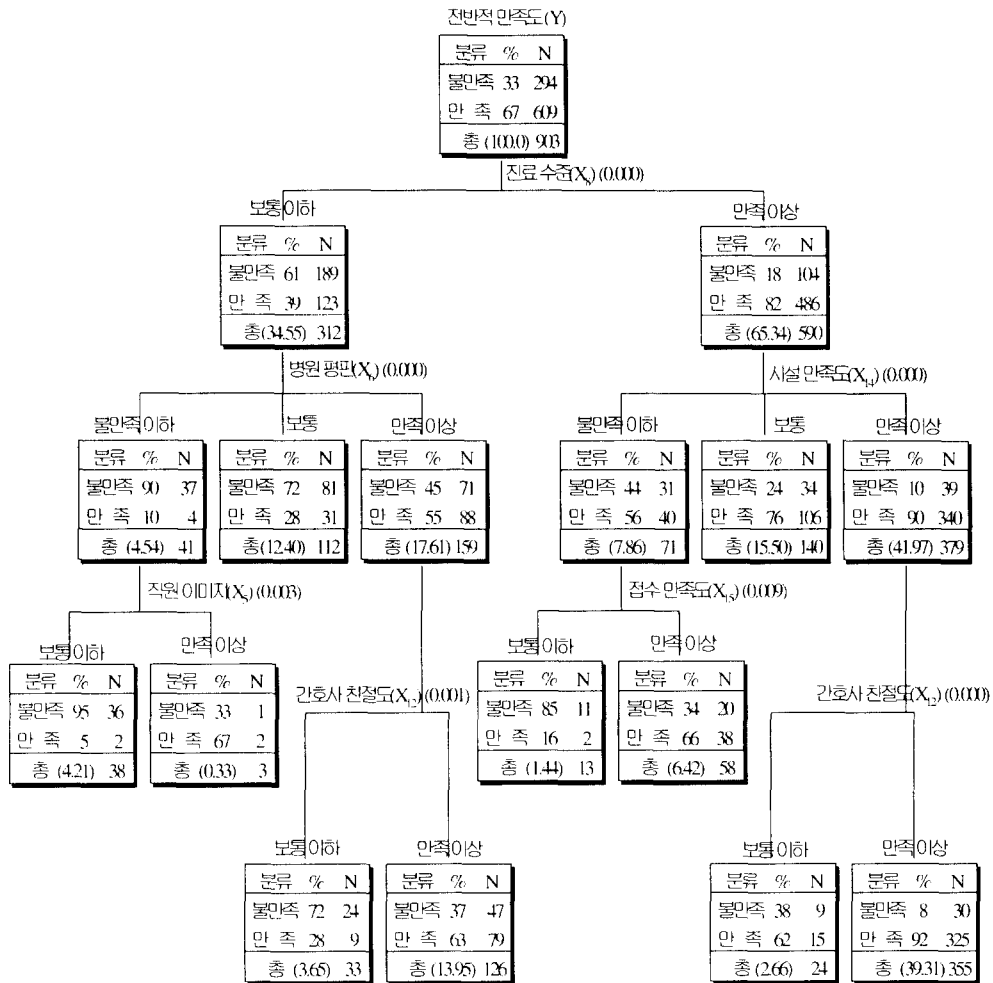 전반적 만족도(Y)
분류 % N
불만족 33 294
만 족 67 609
총 (100.0) 903
진료 수준(X₈) (0.000)
보통이하
분류 % N
불만족 61 189
만 족 39 123
총(34.55) 312
만족이상
분류 % N
불만족 18 104
만 족 82 486
총 (65.34) 590
병원 평판(X₆) (0.000)
불만족이하
분류 % N
불만족 90 37
만 족 10 4
총 (4.54) 41
보통
분류 % N
불만족 72 81
만 족 28 31
총(12.40) 112
만족이상
분류 % N
불만족 45 71
만 족 55 88
총 (17.61) 159
시설 만족도(X₁₄) (0.000)
불만족이하
분류 % N
불만족 44 31
만 족 56 40
총 (7.86) 71
보통
분류 % N
불만족 24 34
만 족 76 106
총 (15.50) 140
만족이상
분류 % N
불만족 10 39
만 족 90 340
총 (41.97) 379
직원 이미지(X₅) (0.003)
보통이하
분류 % N
불만족 95 36
만 족 5 2
총 (4.21) 38
만족이상
분류 % N
불만족 33 1
만 족 67 2
총 (0.33) 3
간호사 친절도(X₁₂) (0.001)
보통이하
분류 % N
불만족 72 24
만 족 28 9
총 (3.65) 33
만족이상
분류 % N
불만족 37 47
만 족 63 79
총 (13.95) 126
접수 만족도(X₁₅) (0.009)
보통이하
분류 % N
불만족 85 11
만 족 16 2
총 (1.44) 13
만족이상
분류 % N
불만족 34 20
만 족 66 38
총 (6.42) 58
간호사 친절도(X₁₂) (0.000)
보통이하
분류 % N
불만족 38 9
만 족 62 15
총 (2.66) 24
만족이상
분류 % N
불만족 8 30
만 족 92 325
총 (39.31) 355